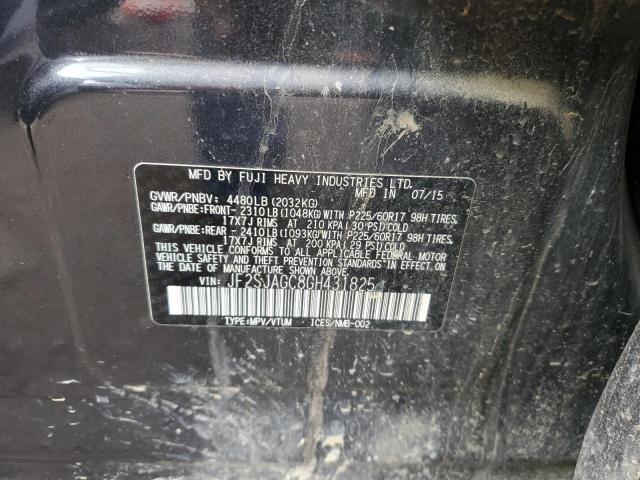 MFD BY FUJI HEAVY INDUSTRIES LTD.
MFD IN 07/15
GVWR/PNBV: 4480LB (2032KG)
GAWR/PNBE:FRONT- 2310LB (1048KG) WITH P225/60R17 98H TIRES,
17X7J RIMS AT 210 KPA (30 PSI) COLD
GAWR/PNBE:REAR - 2410LB (1093KG) WITH P225/60R17 98H TIRES,
17X7J RIMS AT 200 KPA (29 PSI) COLD
THIS VEHICLE CONFORMS TO ALL APPLICABLE FEDERAL MOTOR
VEHICLE SAFETY STANDARDS IN EFFECT ON
THE DATE OF MANUFACTURE SHOWN ABOVE.
VIN: JF2SJAGC8GH431825
TYPE:MPV/VTUM ICES/NMB-002